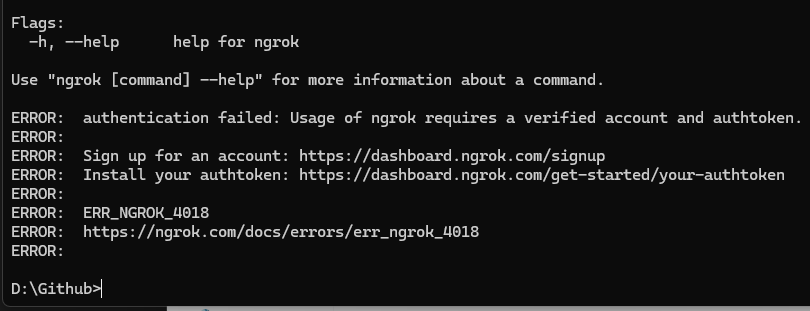 Flags:
  -h, --help      help for ngrok
Use "ngrok [command] --help" for more information about a command.
ERROR:  authentication failed: Usage of ngrok requires a verified account and authtoken.
ERROR:
ERROR:  Sign up for an account: https://dashboard.ngrok.com/signup
ERROR:  Install your authtoken: https://dashboard.ngrok.com/get-started/your-authtoken
ERROR:
ERROR:  ERR_NGROK_4018
ERROR:  https://ngrok.com/docs/errors/err_ngrok_4018
ERROR:
D:\Github>